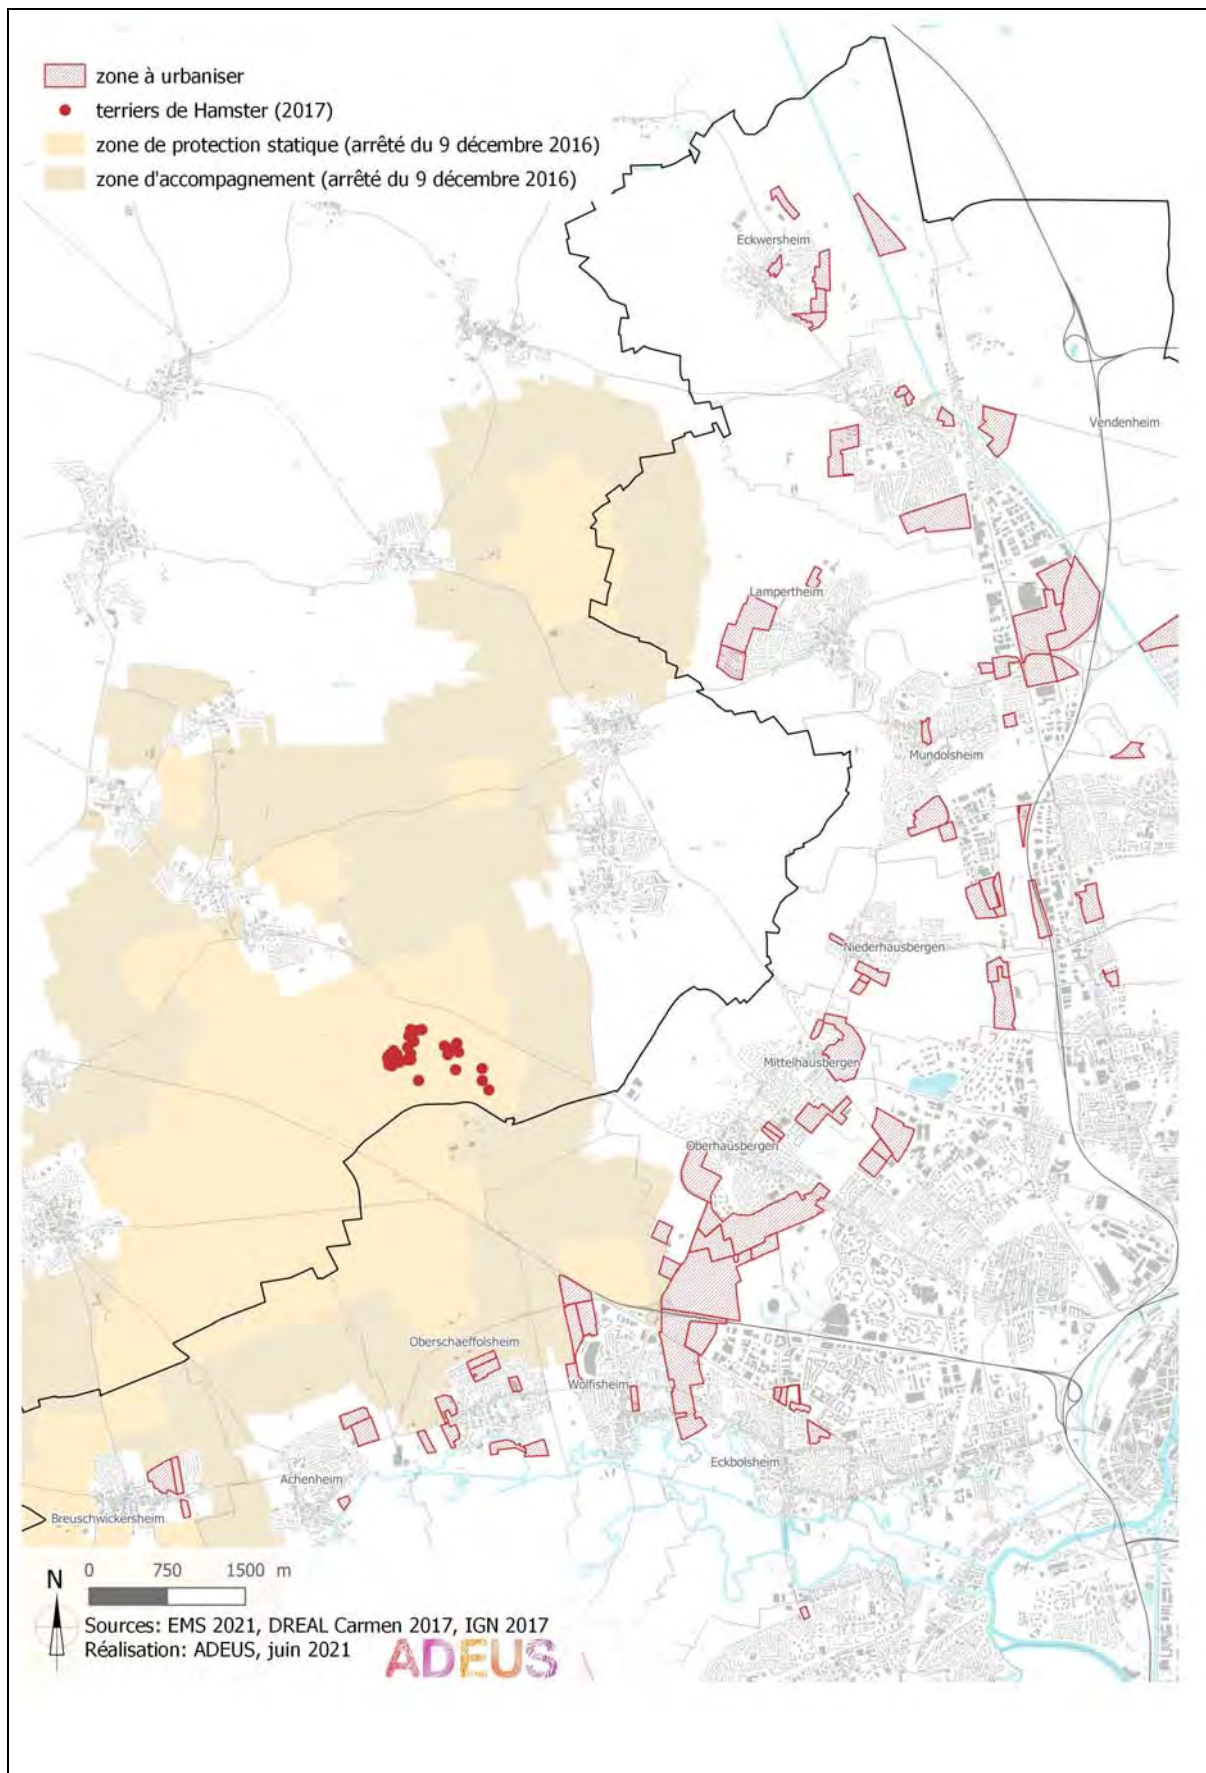 zone à urbaniser
terriers de Hamster (2017)
zone de protection statique (arrêté du 9 décembre 2016)
zone d'accompagnement (arrêté du 9 décembre 2016)
Eckwersheim
Vendenheim
Lampertheim
Mundolsheim
Niederhausbergen
Mittelhausbergen
Oberhausbergen
Oberschaeffolsheim
Wolfisheim
Eckbolsheim
Achenheim
Breuschwickersheim
N
0 750 1500 m
Sources: EMS 2021, DREAL Carmen 2017, IGN 2017
Réalisation: ADEUS, juin 2021
ADEUS